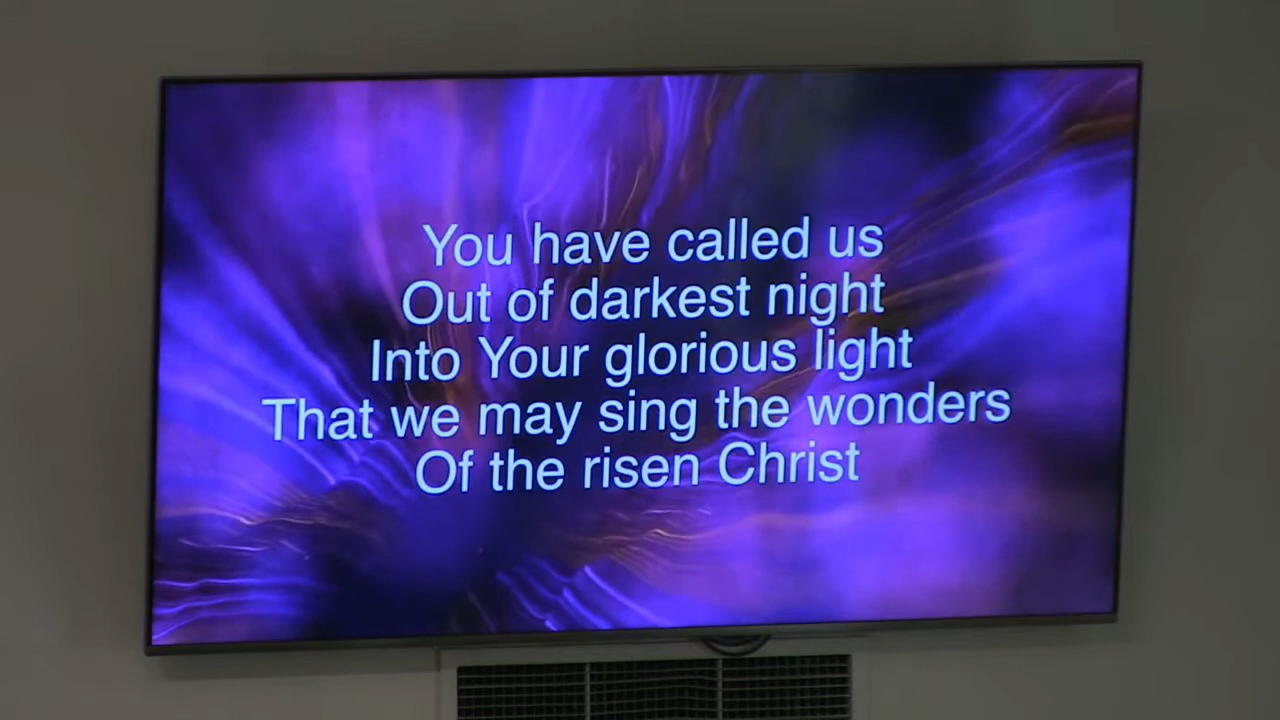 You have called us
Out of darkest night
Into Your glorious light
That we may sing the wonders
Of the risen Christ